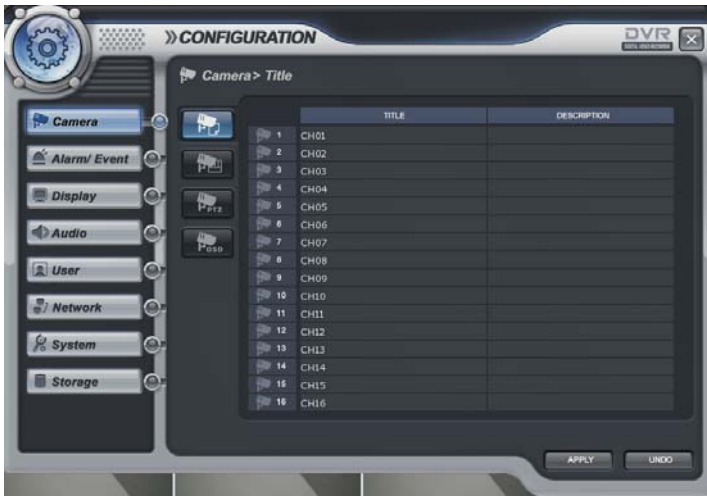 CONFIGURATION
DVR
Camera> Title
Camera
Alarm/ Event
Display
Audio
User
Network
System
Storage
PTZ
OSD
TITLE DESCRIPTION
1 CH01
2 CH02
3 CH03
4 CH04
5 CH05
6 CH06
7 CH07
8 CH08
9 CH09
10 CH10
11 CH11
12 CH12
13 CH13
14 CH14
15 CH15
16 CH16
APPLY UNDO